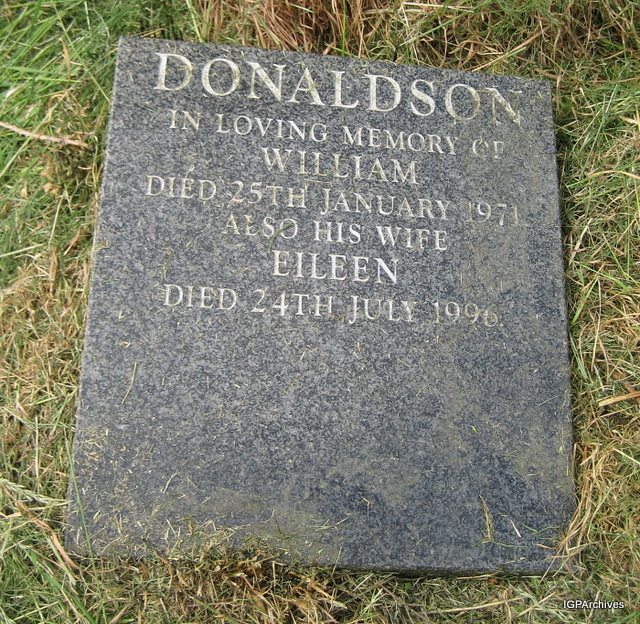 DONALDSON
IN LOVING MEMORY OF
WILLIAM
DIED 25TH JANUARY 1971
ALSO HIS WIFE
EILEEN
DIED 24TH JULY 1996.
IGPArchives